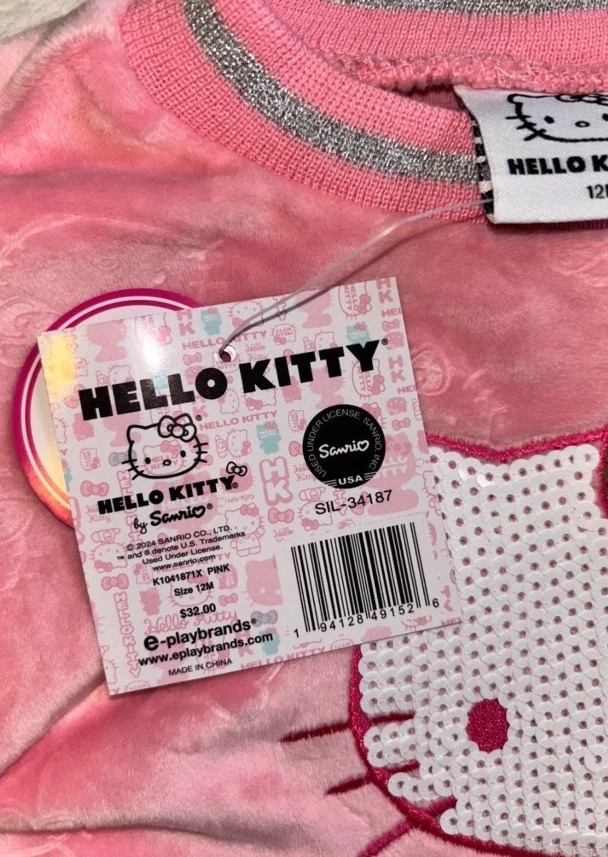 HELLO K
12
HELLO KITTY®
HELLO KITTY®
by Sanrio®
USED UNDER LICENSE. SANRIO, INC.
Sanrio
USA
SIL-34187
© 2024 SANRIO CO., LTD.
™ and ® denote U.S. Trademarks
Used Under License.
www.sanrio.com
K1041871X PINK
Size 12M
$32.00
e-playbrands®
www.eplaybrands.com
MADE IN CHINA
1 94128 49152 6